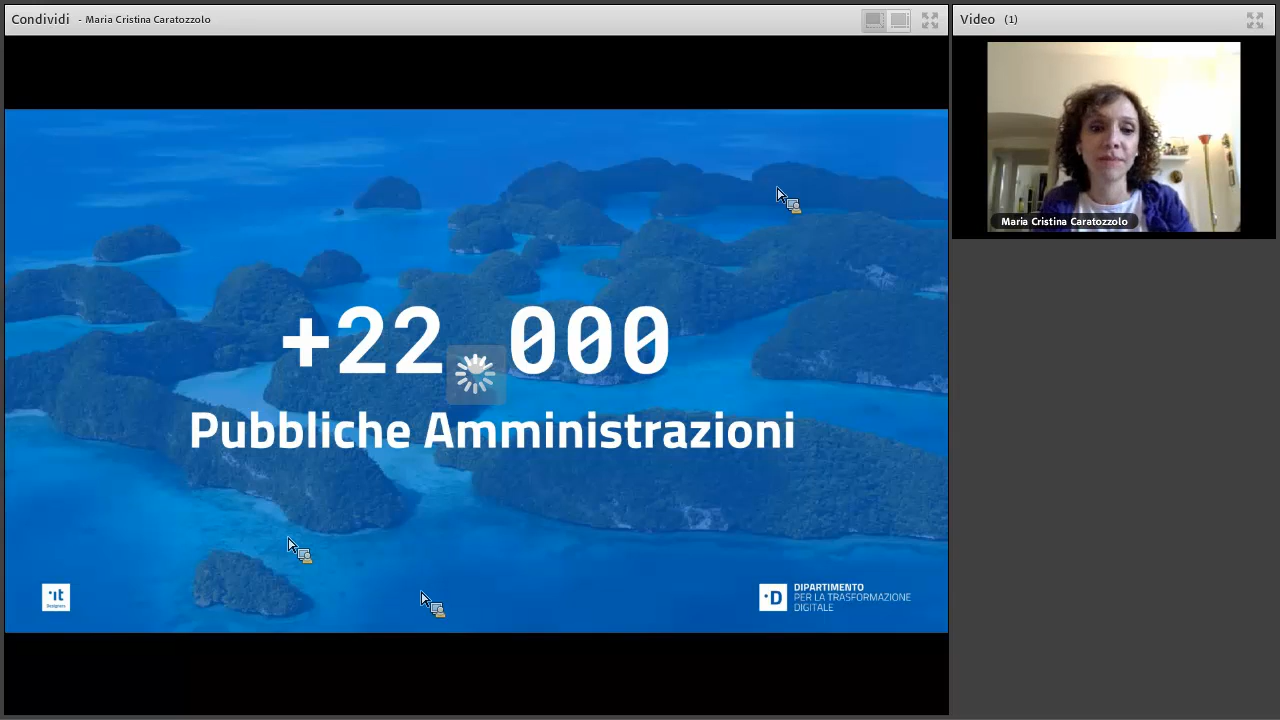 Condividi - Maria Cristina Caratozzolo
Video (1)
Maria Cristina Caratozzolo
+22 000
Pubbliche Amministrazioni
·it
Designers
·D
DIPARTIMENTO
PER LA TRASFORMAZIONE
DIGITALE